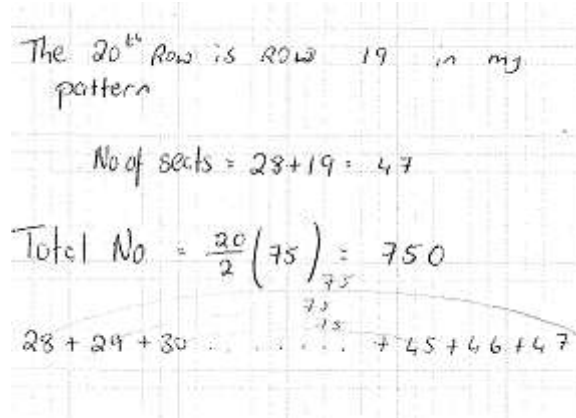 The 20th Row is ROW 19 in my
pattern
No of seats = 28+19 = 47
Total No = 20/2 (75) = 750
75
75
75
28 + 29 + 30 . . . . . . . . + 45 + 46 + 47